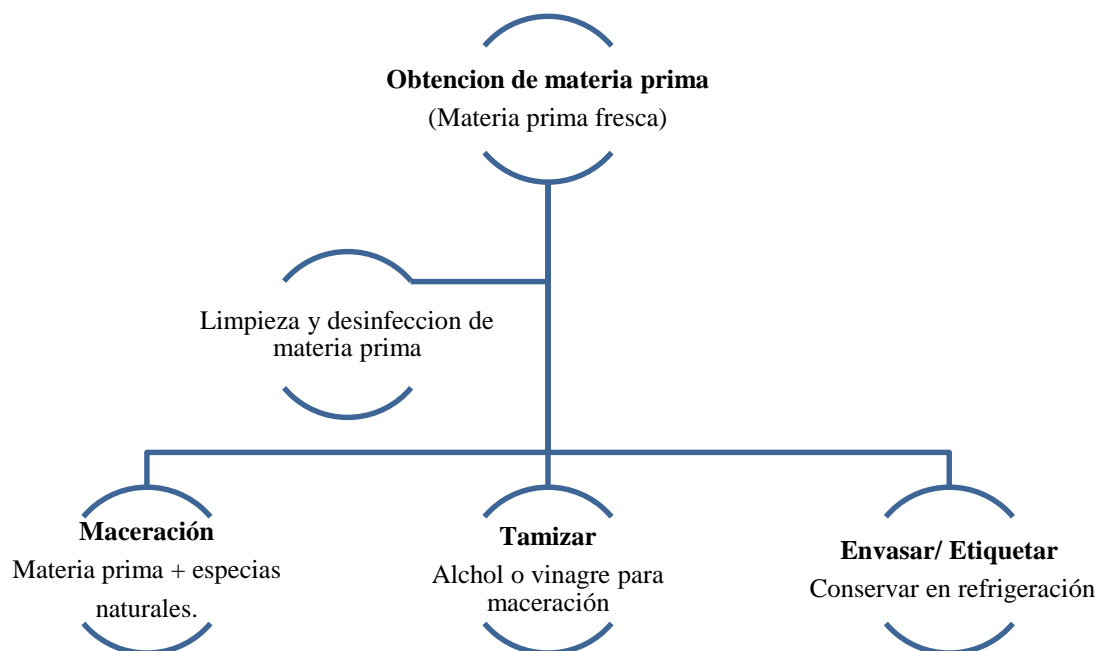 Obtencion de materia prima
(Materia prima fresca)
Limpieza y desinfeccion de
materia prima
Maceración
Materia prima + especias
naturales.
Tamizar
Alchol o vinagre para
maceración
Envasar/ Etiquetar
Conservar en refrigeración